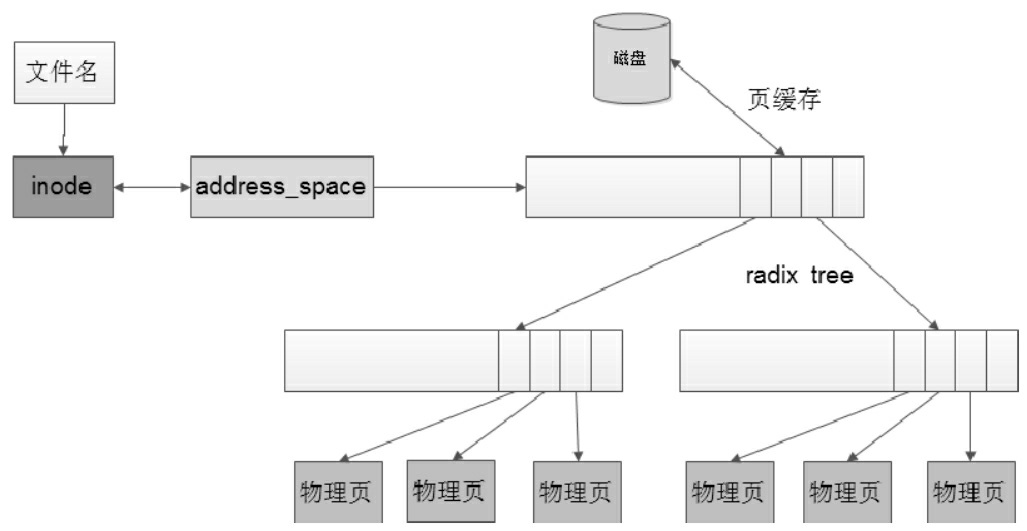 磁盘
文件名
页缓存
inode
address_space
radix tree
物理页
物理页
物理页
物理页
物理页
物理页